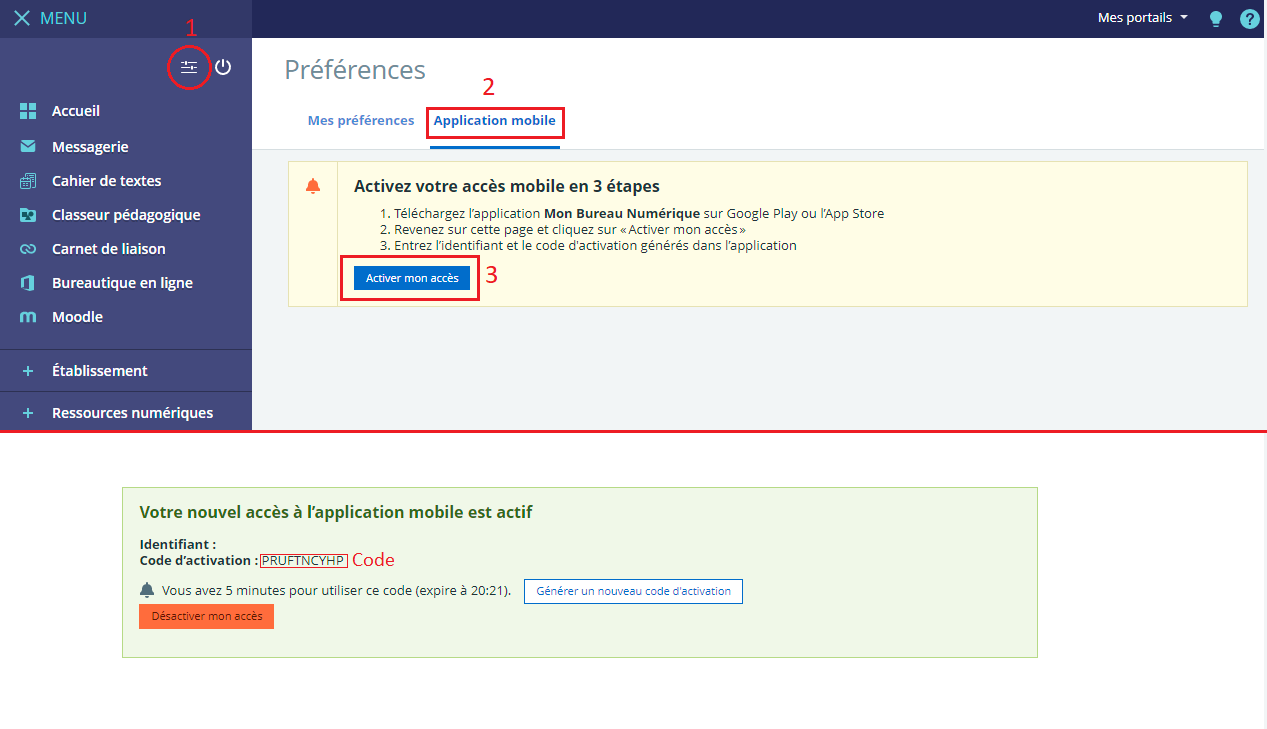 MENU
1
Mes portails
?
Préférences
2
Mes préférences
Application mobile
Accueil
Messagerie
Cahier de textes
Classeur pédagogique
Carnet de liaison
Bureautique en ligne
Moodle
Établissement
Ressources numériques
Activez votre accès mobile en 3 étapes
1. Téléchargez l'application Mon Bureau Numérique sur Google Play ou l'App Store
2. Revenez sur cette page et cliquez sur « Activer mon accès »
3. Entrez l'identifiant et le code d'activation générés dans l'application
Activer mon accès
3
Votre nouvel accès à l'application mobile est actif
Identifiant :
Code d'activation : PRUFTNCYHP Code
Vous avez 5 minutes pour utiliser ce code (expire à 20:21). Générer un nouveau code d'activation
Désactiver mon accès